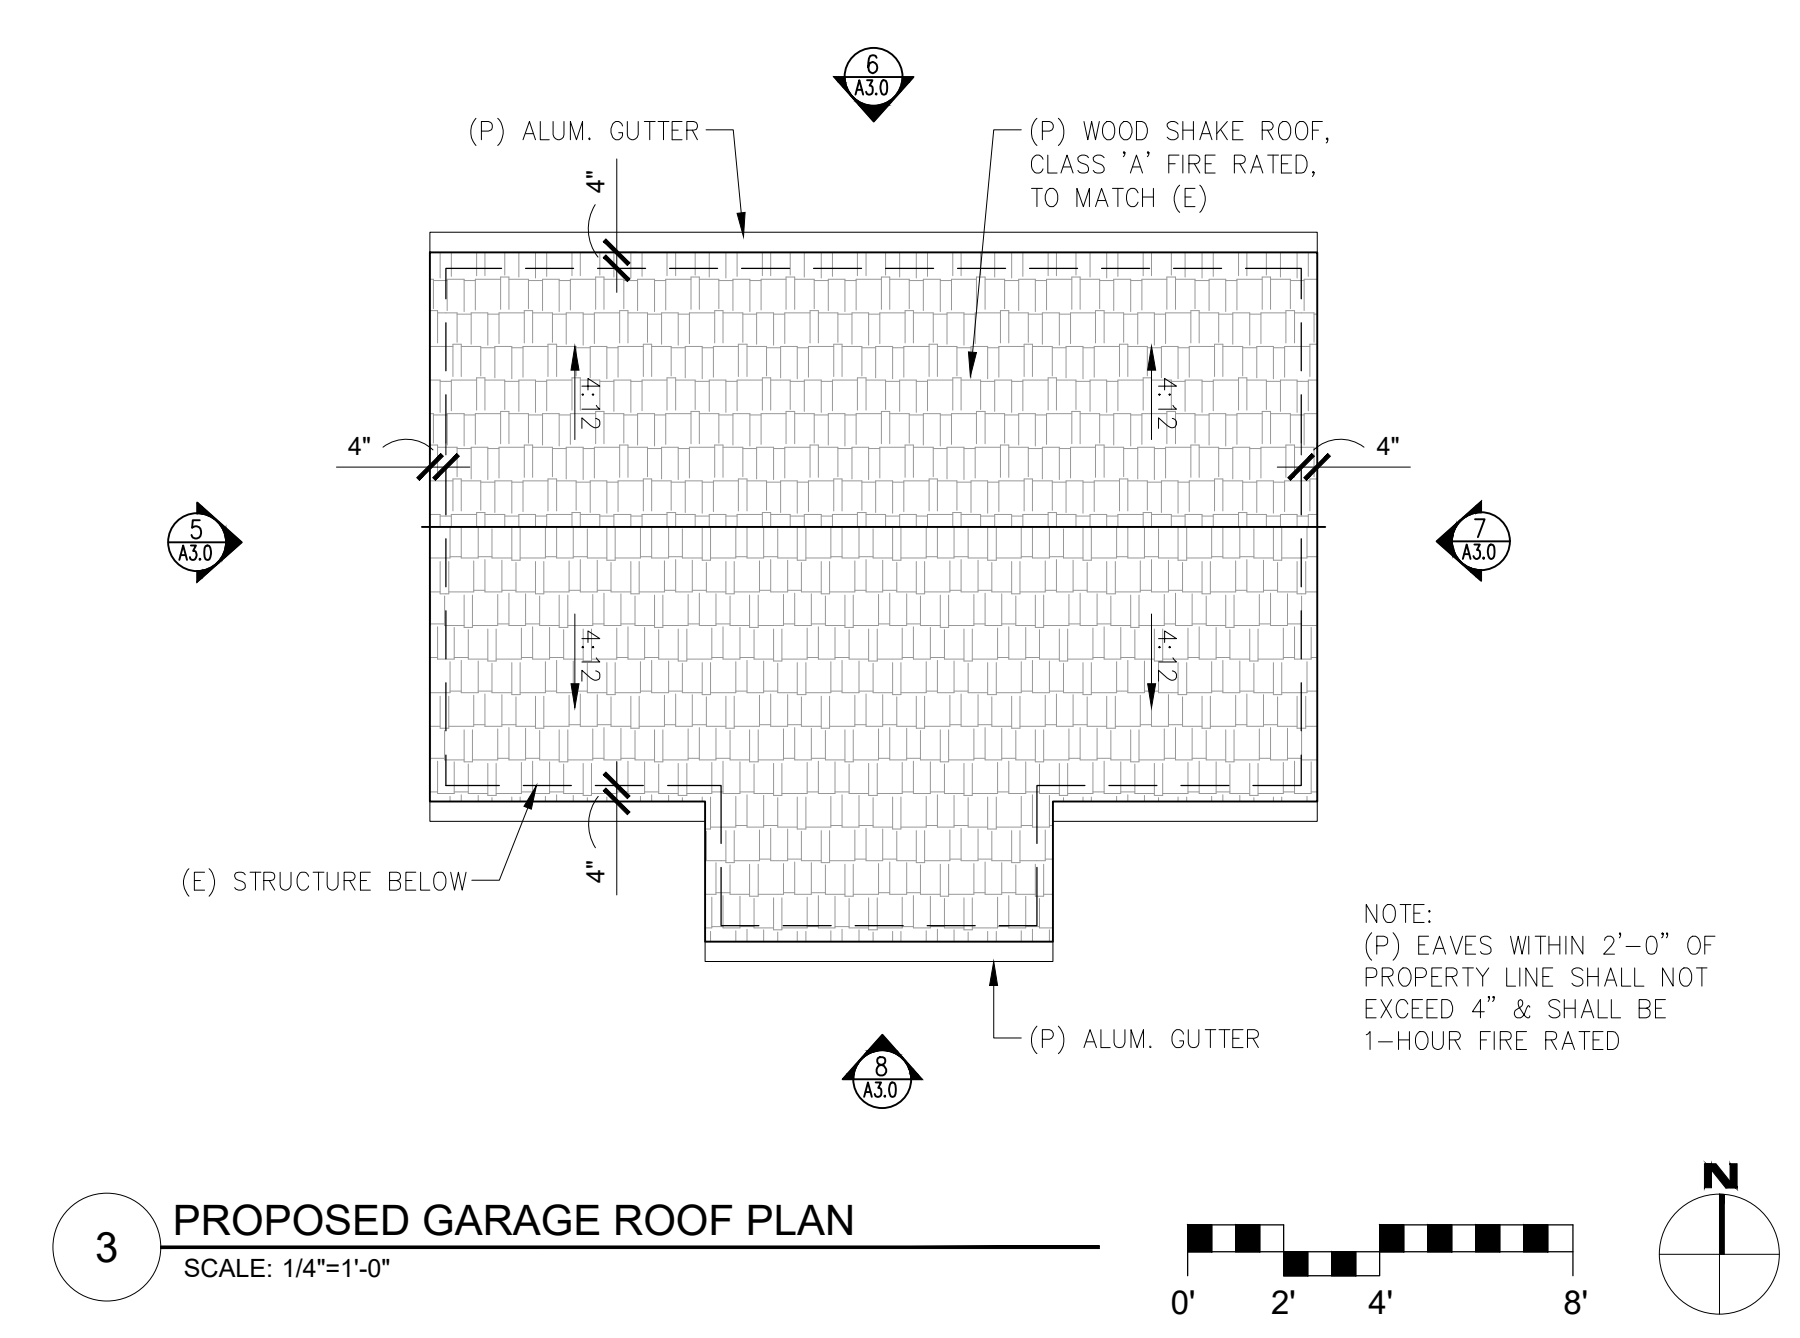 6
A3.0
(P) ALUM. GUTTER
(P) WOOD SHAKE ROOF,
CLASS 'A' FIRE RATED,
TO MATCH (E)
4"
4:12
4:12
4"
4"
5
A3.0
7
A3.0
4:12
4:12
4"
(E) STRUCTURE BELOW
NOTE:
(P) EAVES WITHIN 2'-0" OF
PROPERTY LINE SHALL NOT
EXCEED 4" & SHALL BE
1-HOUR FIRE RATED
(P) ALUM. GUTTER
8
A3.0
N
3
PROPOSED GARAGE ROOF PLAN
SCALE: 1/4"=1'-0"
0' 2' 4' 8'